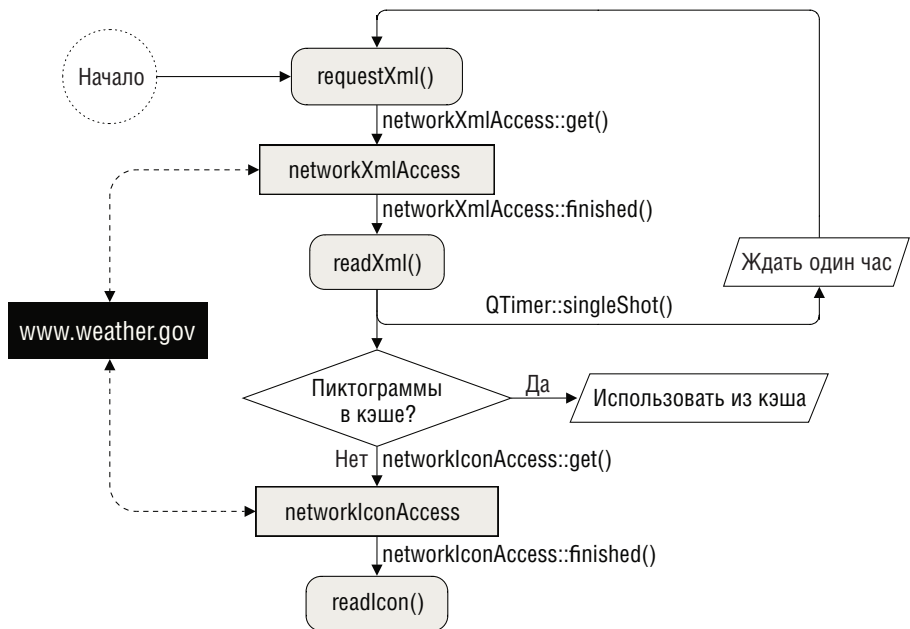 Начало
requestXml()
networkXmlAccess::get()
networkXmlAccess
networkXmlAccess::finished()
readXml()
Ждать один час
QTimer::singleShot()
www.weather.gov
Пиктограммы
в кэше?
Да
Использовать из кэша
Нет networkIconAccess::get()
networkIconAccess
networkIconAccess::finished()
readIcon()